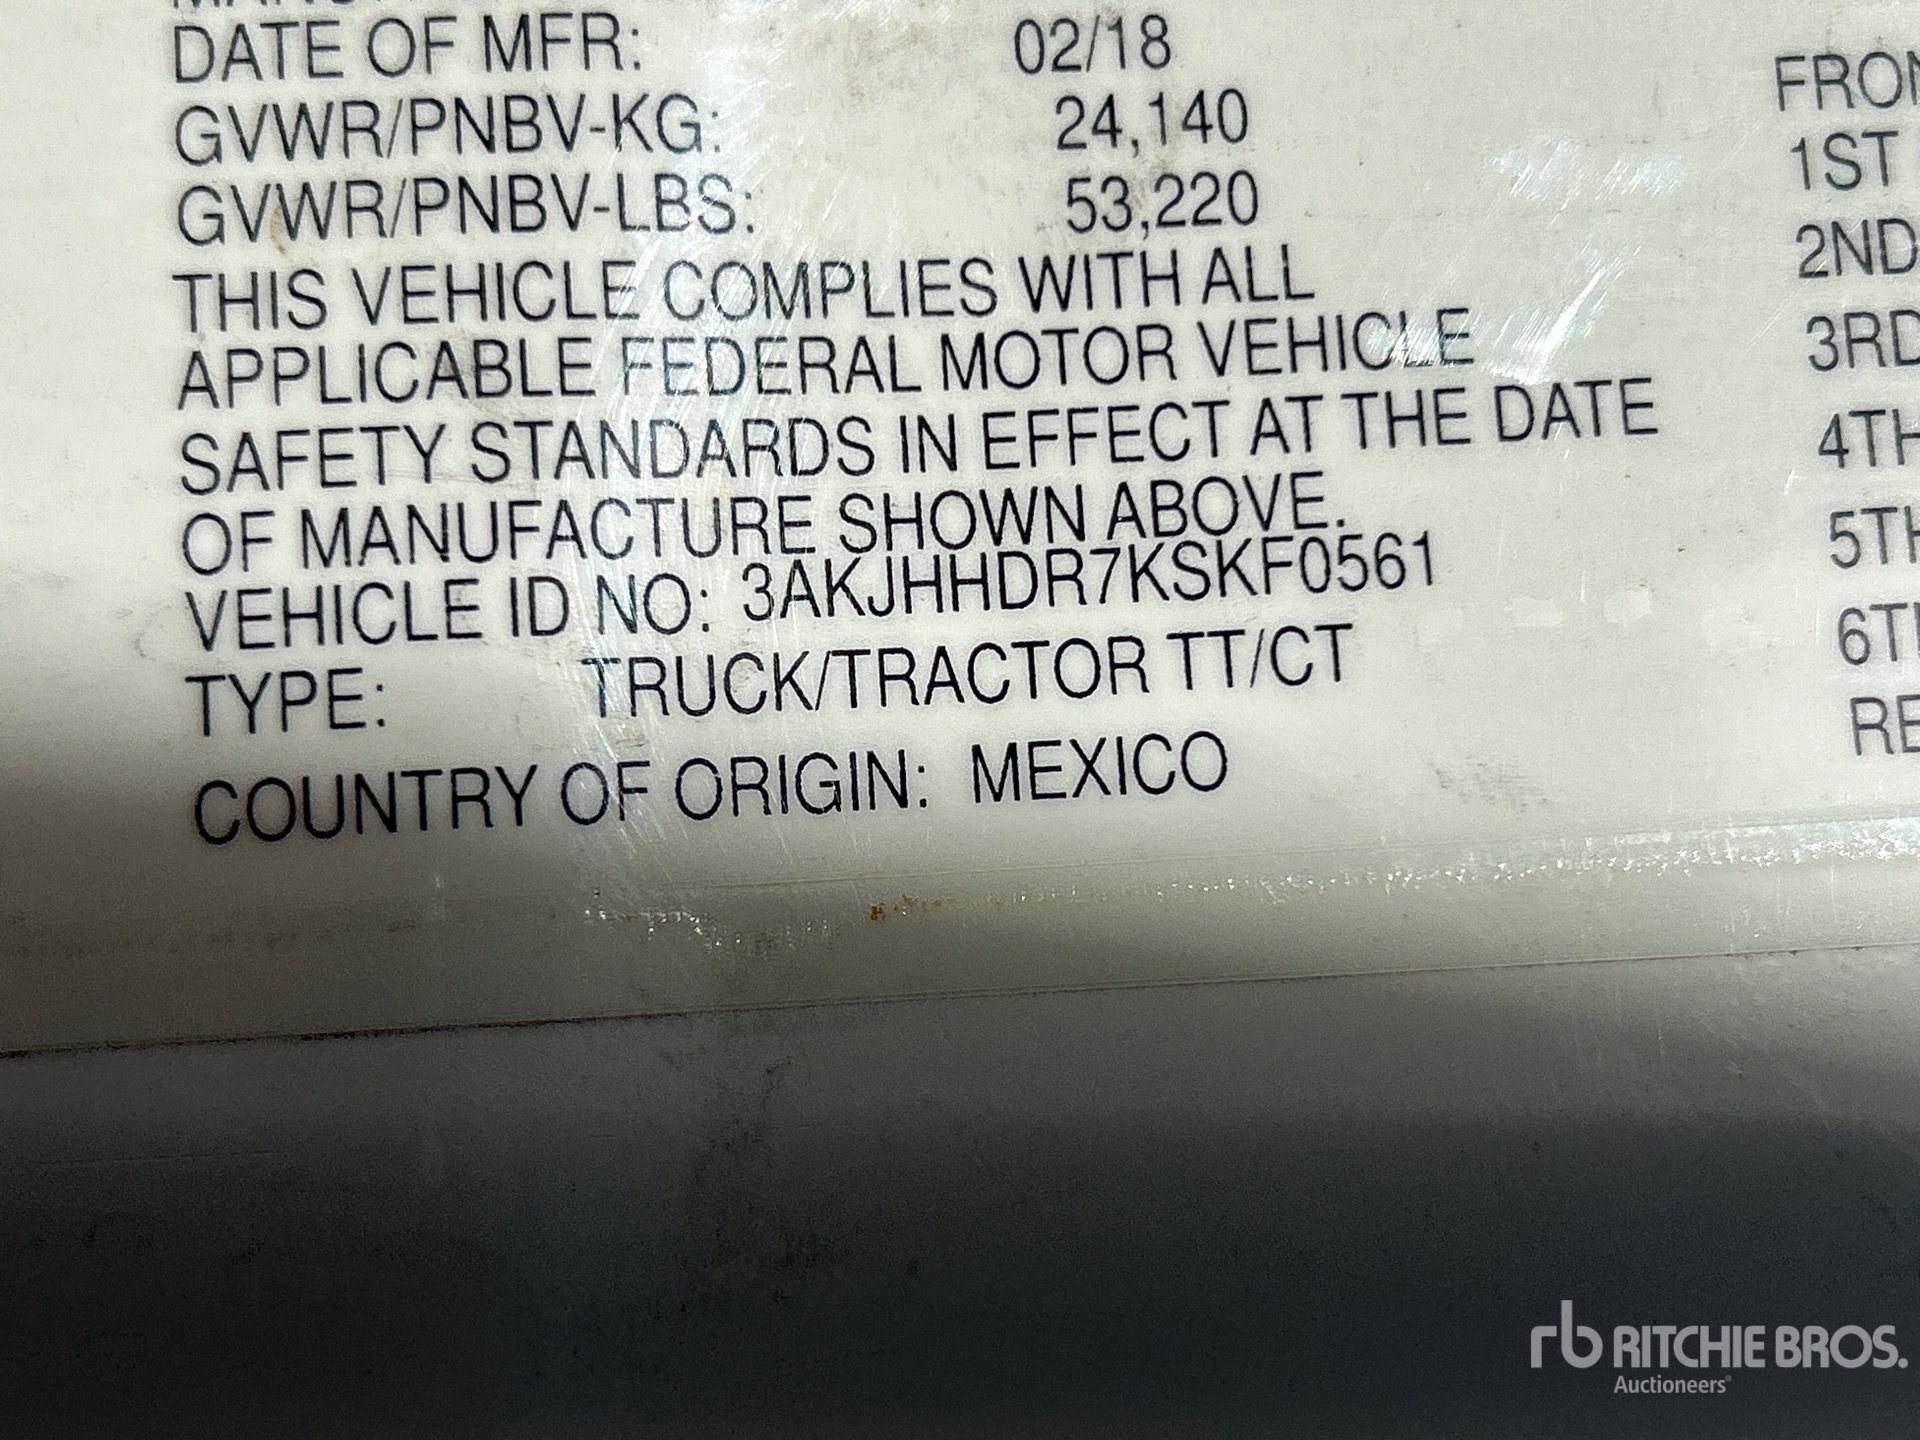 DATE OF MFR: 02/18
GVWR/PNBV-KG: 24,140
GVWR/PNBV-LBS: 53,220
THIS VEHICLE COMPLIES WITH ALL
APPLICABLE FEDERAL MOTOR VEHICLE
SAFETY STANDARDS IN EFFECT AT THE DATE
OF MANUFACTURE SHOWN ABOVE.
VEHICLE ID NO: 3AKJHHDR7KSKF0561
TYPE: TRUCK/TRACTOR TT/CT
COUNTRY OF ORIGIN: MEXICO
1ST
2ND
3RD
4TH
5TH
rb RITCHIE BROS.
Auctioneers